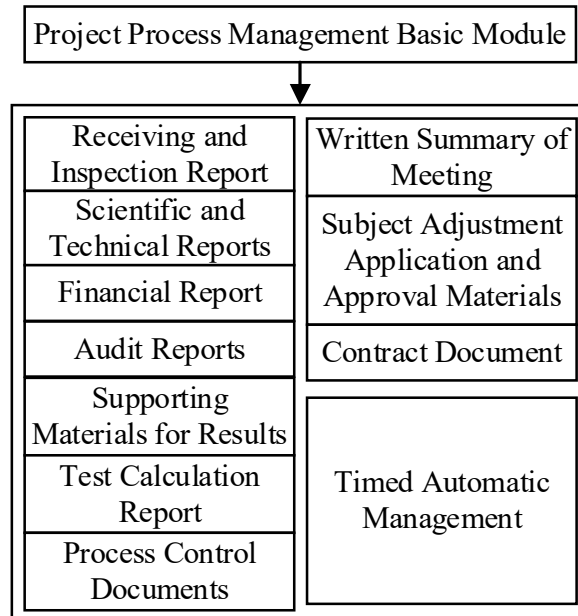 Project Process Management Basic Module
Receiving and
Inspection Report
Scientific and
Technical Reports
Financial Report
Audit Reports
Supporting
Materials for Results
Test Calculation
Report
Process Control
Documents
Written Summary of
Meeting
Subject Adjustment
Application and
Approval Materials
Contract Document
Timed Automatic
Management